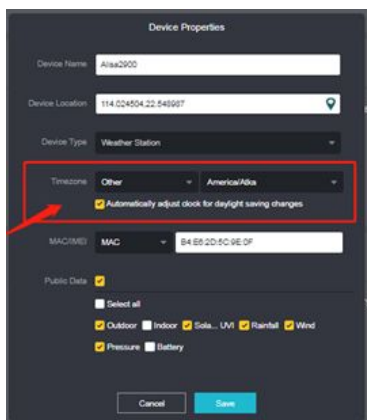 Device Properties
Device Name Alisa2900
Device Location 114.024504,22.548987
Device Type Weather Station
Timezone Other America/Atka
Automatically adjust clock for daylight saving changes
MAC/IMEI MAC B4:E6:2D:5C:9E:0F
Public Data
Select all
Outdoor Indoor Sola... UVI Rainfall Wind
Pressure Battery
Cancel Save